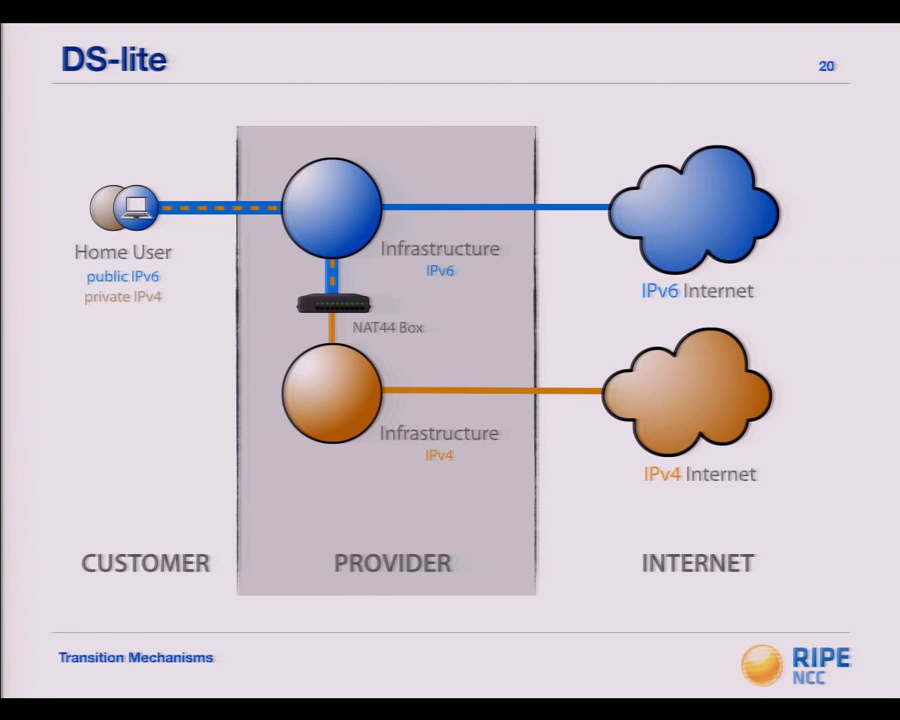 DS-lite
20
Home User
public IPv6
private IPv4
Infrastructure
IPv6
IPv6 Internet
NAT44 Box
Infrastructure
IPv4
IPv4 Internet
CUSTOMER
PROVIDER
INTERNET
Transition Mechanisms
RIPE
NCC